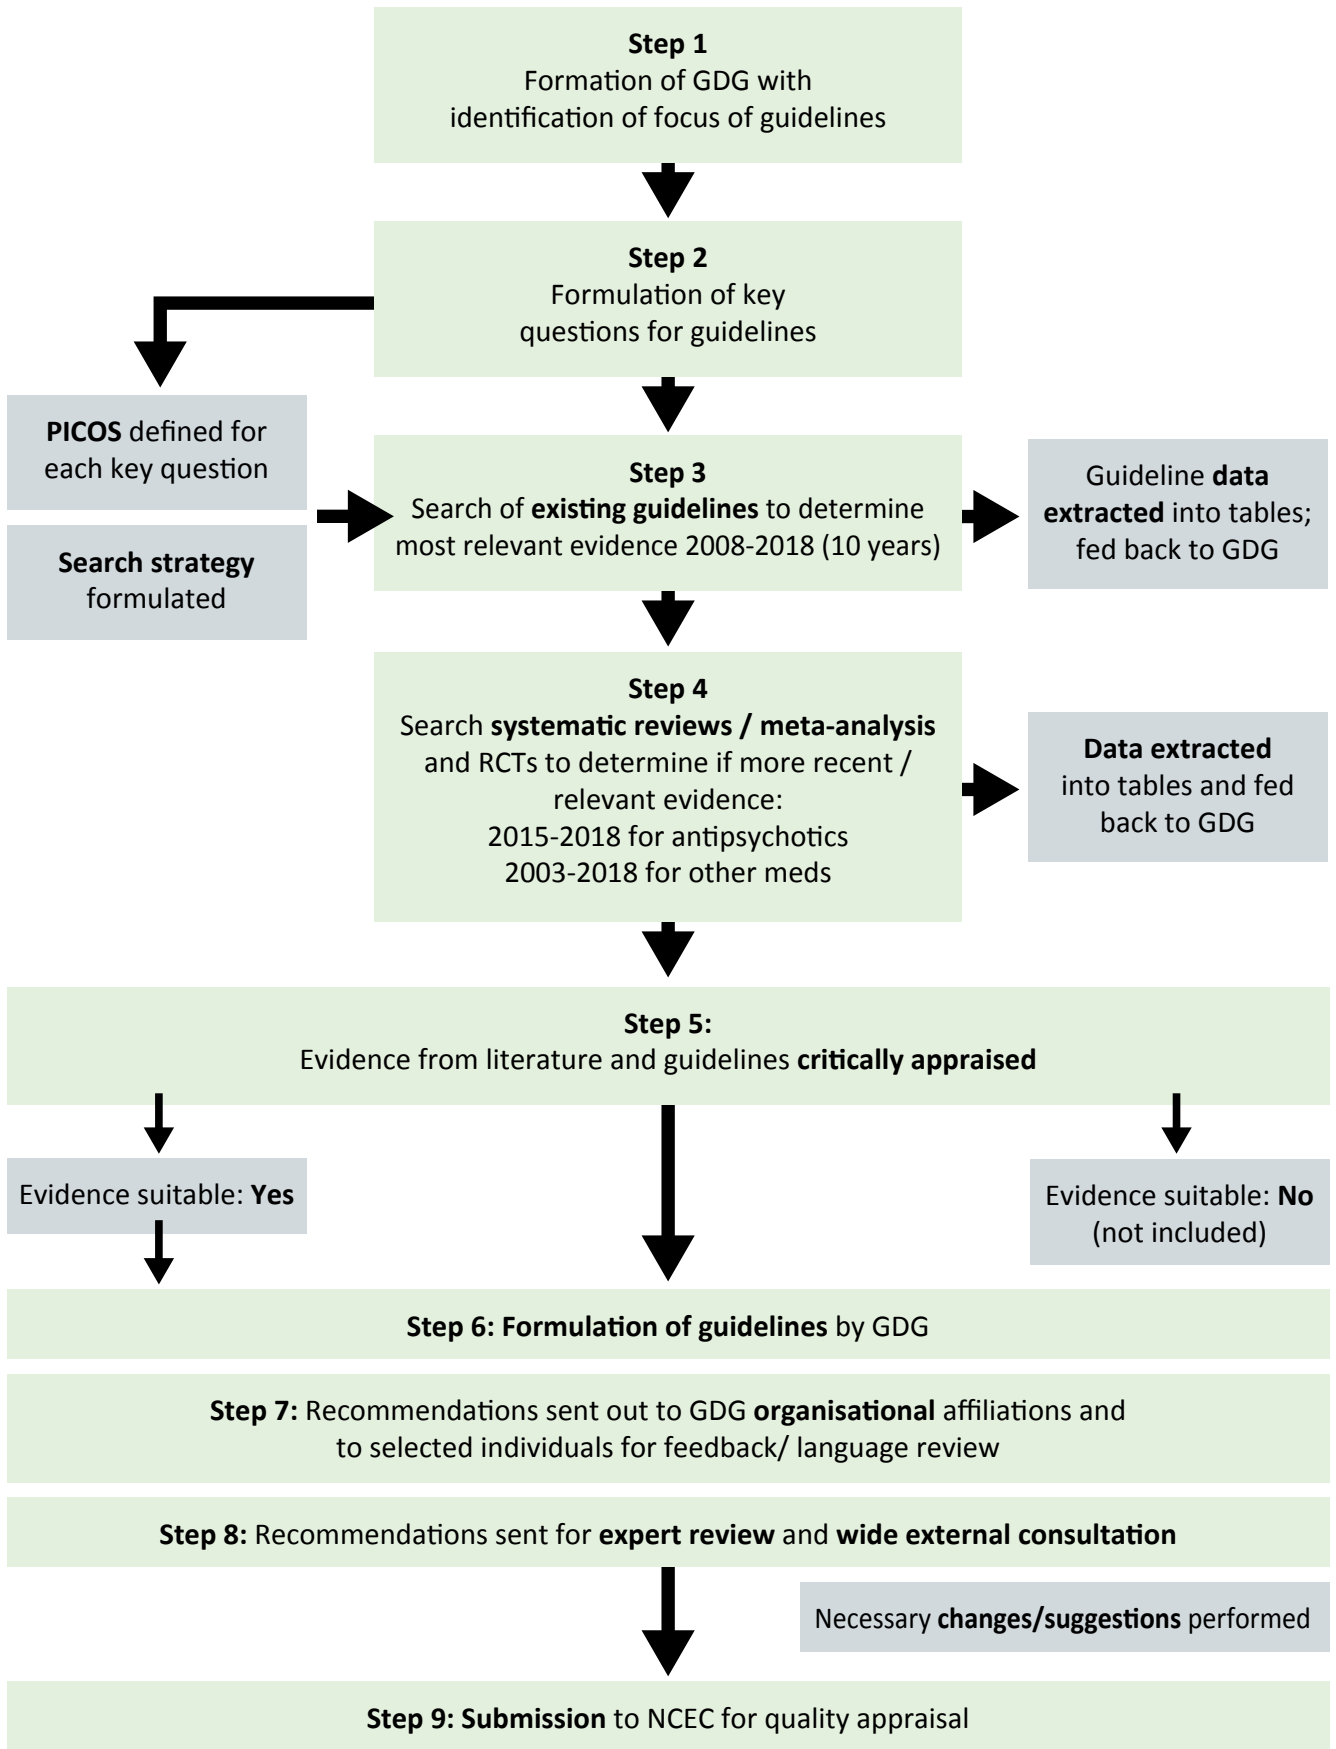 Step 1
Formation of GDG with
identification of focus of guidelines
Step 2
Formulation of key
questions for guidelines
PICOS defined for
each key question
Search strategy
formulated
Step 3
Search of existing guidelines to determine
most relevant evidence 2008-2018 (10 years)
Guideline data
extracted into tables;
fed back to GDG
Step 4
Search systematic reviews / meta-analysis
and RCTs to determine if more recent /
relevant evidence:
2015-2018 for antipsychotics
2003-2018 for other meds
Data extracted
into tables and fed
back to GDG
Step 5:
Evidence from literature and guidelines critically appraised
Evidence suitable: Yes
Evidence suitable: No
(not included)
Step 6: Formulation of guidelines by GDG
Step 7: Recommendations sent out to GDG organisational affiliations and
to selected individuals for feedback/ language review
Step 8: Recommendations sent for expert review and wide external consultation
Necessary changes/suggestions performed
Step 9: Submission to NCEC for quality appraisal